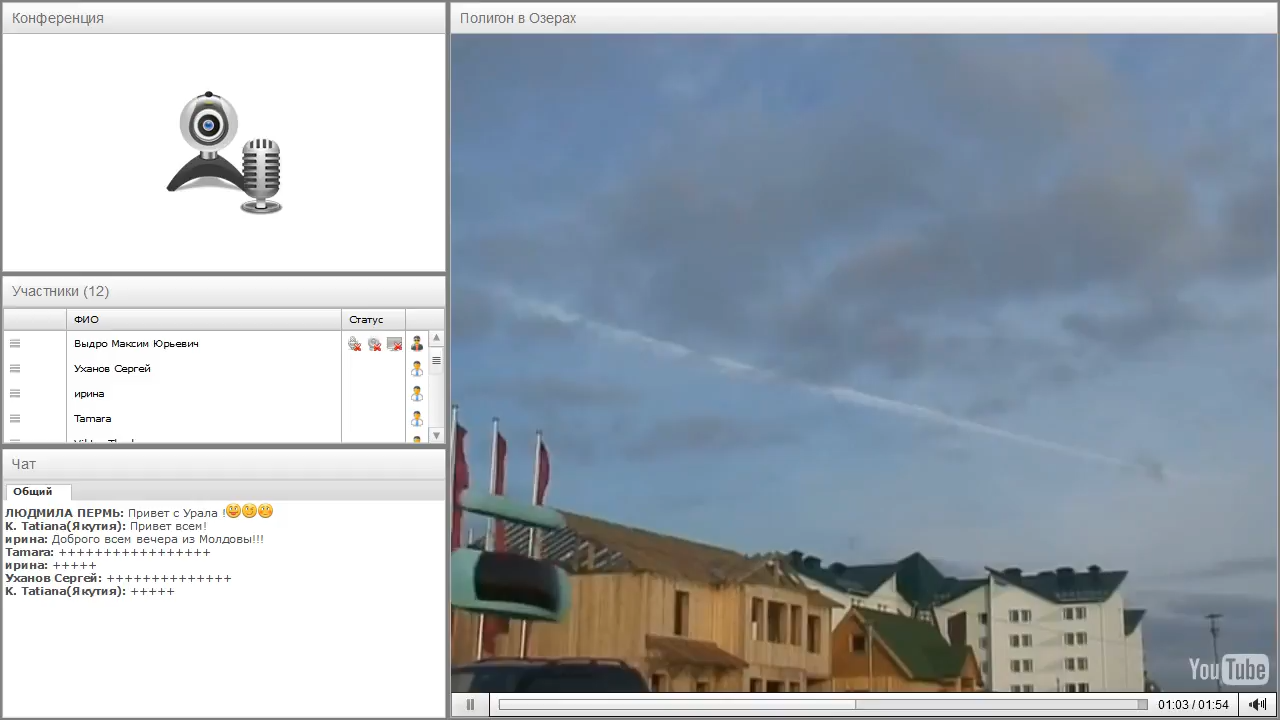 Конференция
Полигон в Озерах
Участники (12)
ФИО
Статус
Выдро Максим Юрьевич
Уханов Сергей
ирина
Tamara
Чат
Общий
ЛЮДМИЛА ПЕРМЬ: Привет с Урала !
K. Tatiana(Якутия): Привет всем!
ирина: Доброго всем вечера из Молдовы!!!
Tamara: +++++++++++++++++
ирина: +++++
Уханов Сергей: ++++++++++++++
K. Tatiana(Якутия): +++++
YouTube
01:03 / 01:54